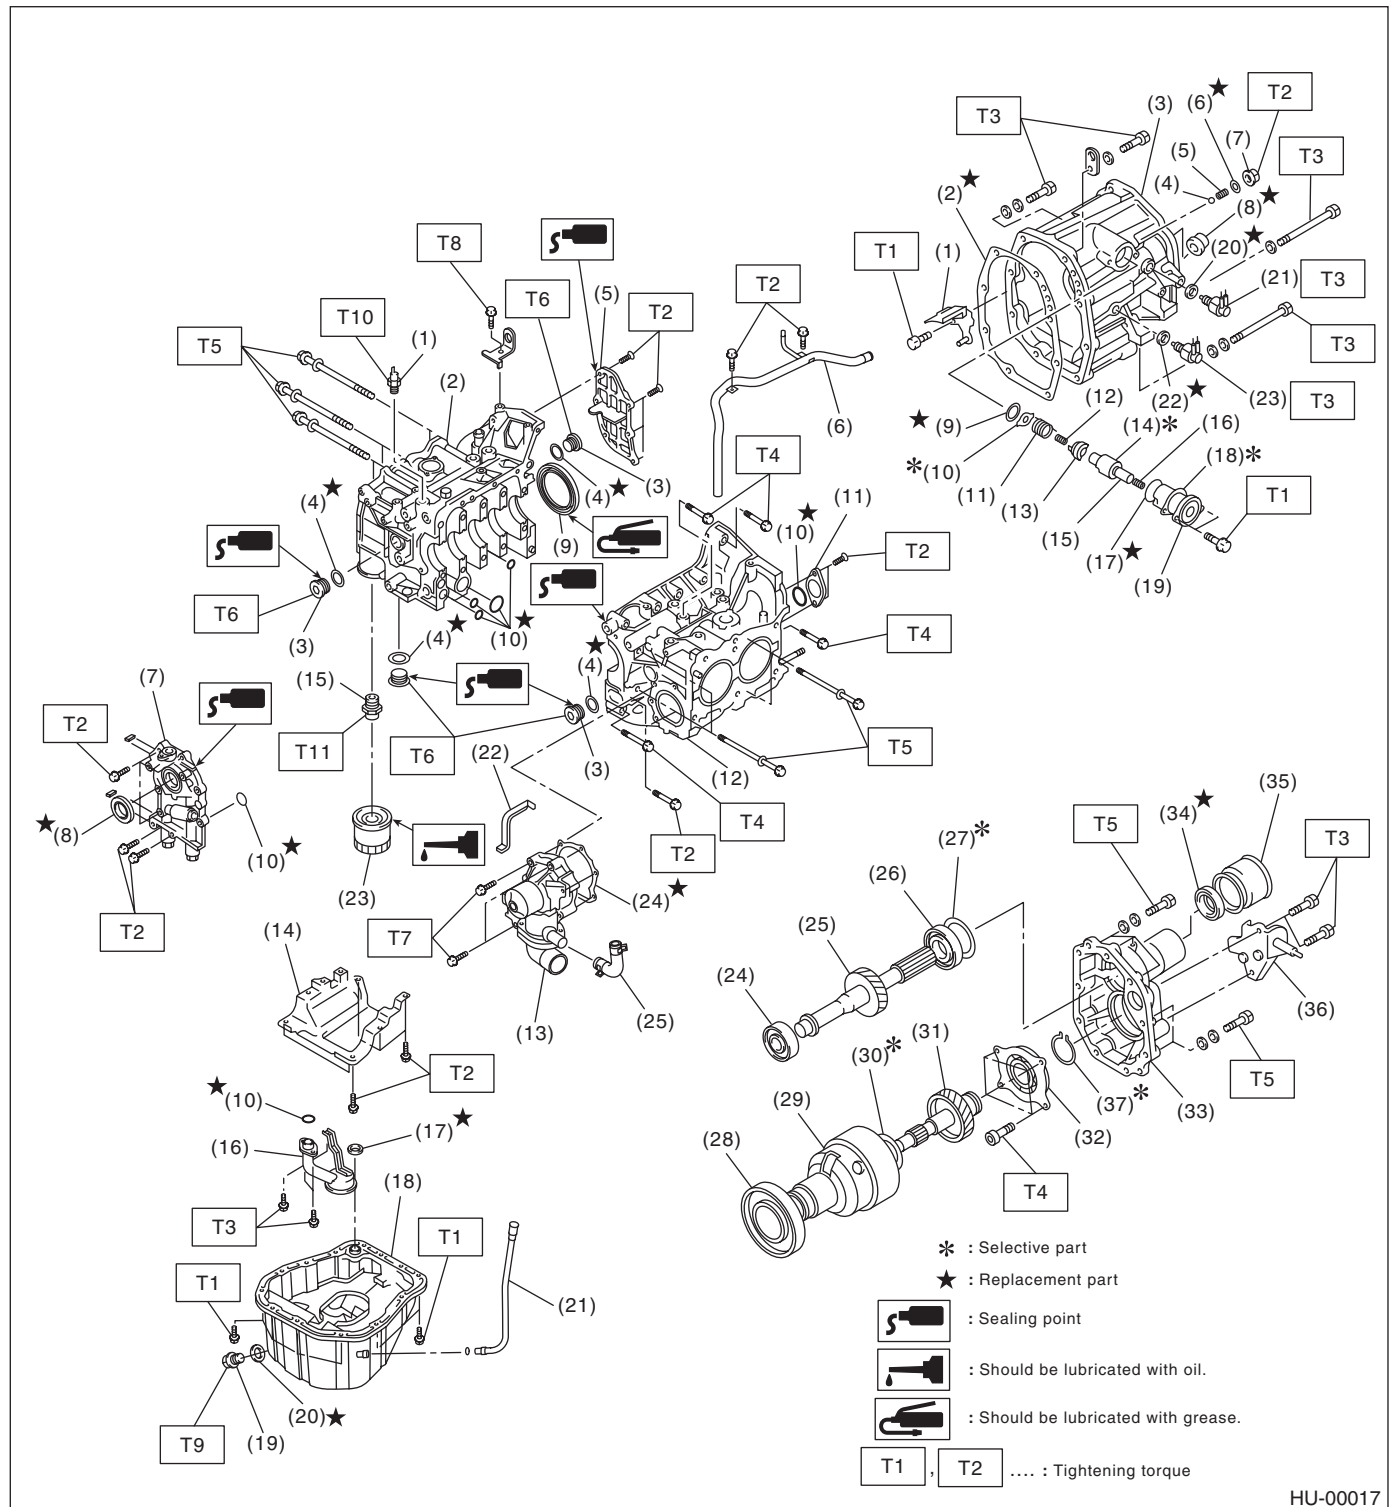 T3
(3)
(6)★
T2
(7)
(5)
T3
(4)
(2)★
(8)★
T8
(20)★
T1
(1)
T2
(21)
T3
T6
(5)
T2
T10
(1)
T5
(2)
T3
(12)
(22)★
(23)
T3
★(9)
(14)*
(16)
(6)
*(10)
(18)*
T4
(11)
(13)
T1
(3)
(4)★
(4)★
(11)
(15)
(10)★
(17)★
(9)
(19)
T2
T6
(3)
(10)★
T4
(4)★
(4)★
(7)
(15)
T2
T11
T6
(22)
(3)
(12)
T5
(35)
T4
(34)★
★(8)
(10)★
T5
T3
T2
(27)*
(23)
(26)
(24)★
T2
T7
(14)
(25)
(24)
(36)
(13)
(25)
(31)
(30)*
T2
T5
★(10)
(37)*
(33)
(29)
(17)★
(32)
(16)
(28)
(18)
T4
T3
T1
* : Selective part
T1
★ : Replacement part
(21)
: Sealing point
: Should be lubricated with oil.
(20)★
: Should be lubricated with grease.
T9
(19)
T1 , T2 .... : Tightening torque
HU-00017